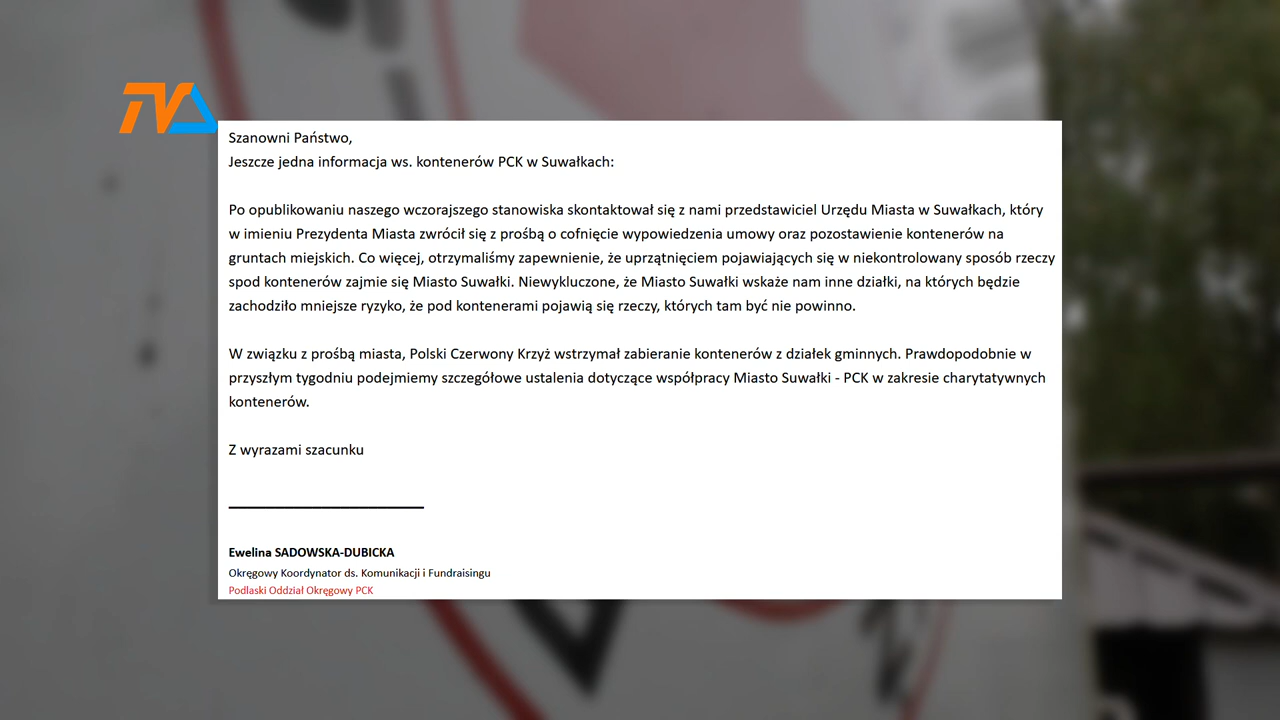 TV
Szanowni Państwo,
Jeszcze jedna informacja ws. kontenerów PCK w Suwałkach:
Po opublikowaniu naszego wczorajszego stanowiska skontaktował się z nami przedstawiciel Urzędu Miasta w Suwałkach, który
w imieniu Prezydenta Miasta zwrócił się z prośbą o cofnięcie wypowiedzenia umowy oraz pozostawienie kontenerów na
gruntach miejskich. Co więcej, otrzymaliśmy zapewnienie, że uprzątnięciem pojawiających się w niekontrolowany sposób rzeczy
spod kontenerów zajmie się Miasto Suwałki. Niewykluczone, że Miasto Suwałki wskaże nam inne działki, na których będzie
zachodziło mniejsze ryzyko, że pod kontenerami pojawią się rzeczy, których tam być nie powinno.
W związku z prośbą miasta, Polski Czerwony Krzyż wstrzymał zabieranie kontenerów z działek gminnych. Prawdopodobnie w
przyszłym tygodniu podejmiemy szczegółowe ustalenia dotyczące współpracy Miasto Suwałki - PCK w zakresie charytatywnych
kontenerów.
Z wyrazami szacunku
Ewelina SADOWSKA-DUBICKA
Okręgowy Koordynator ds. Komunikacji i Fundraisingu
Podlaski Oddział Okręgowy PCK